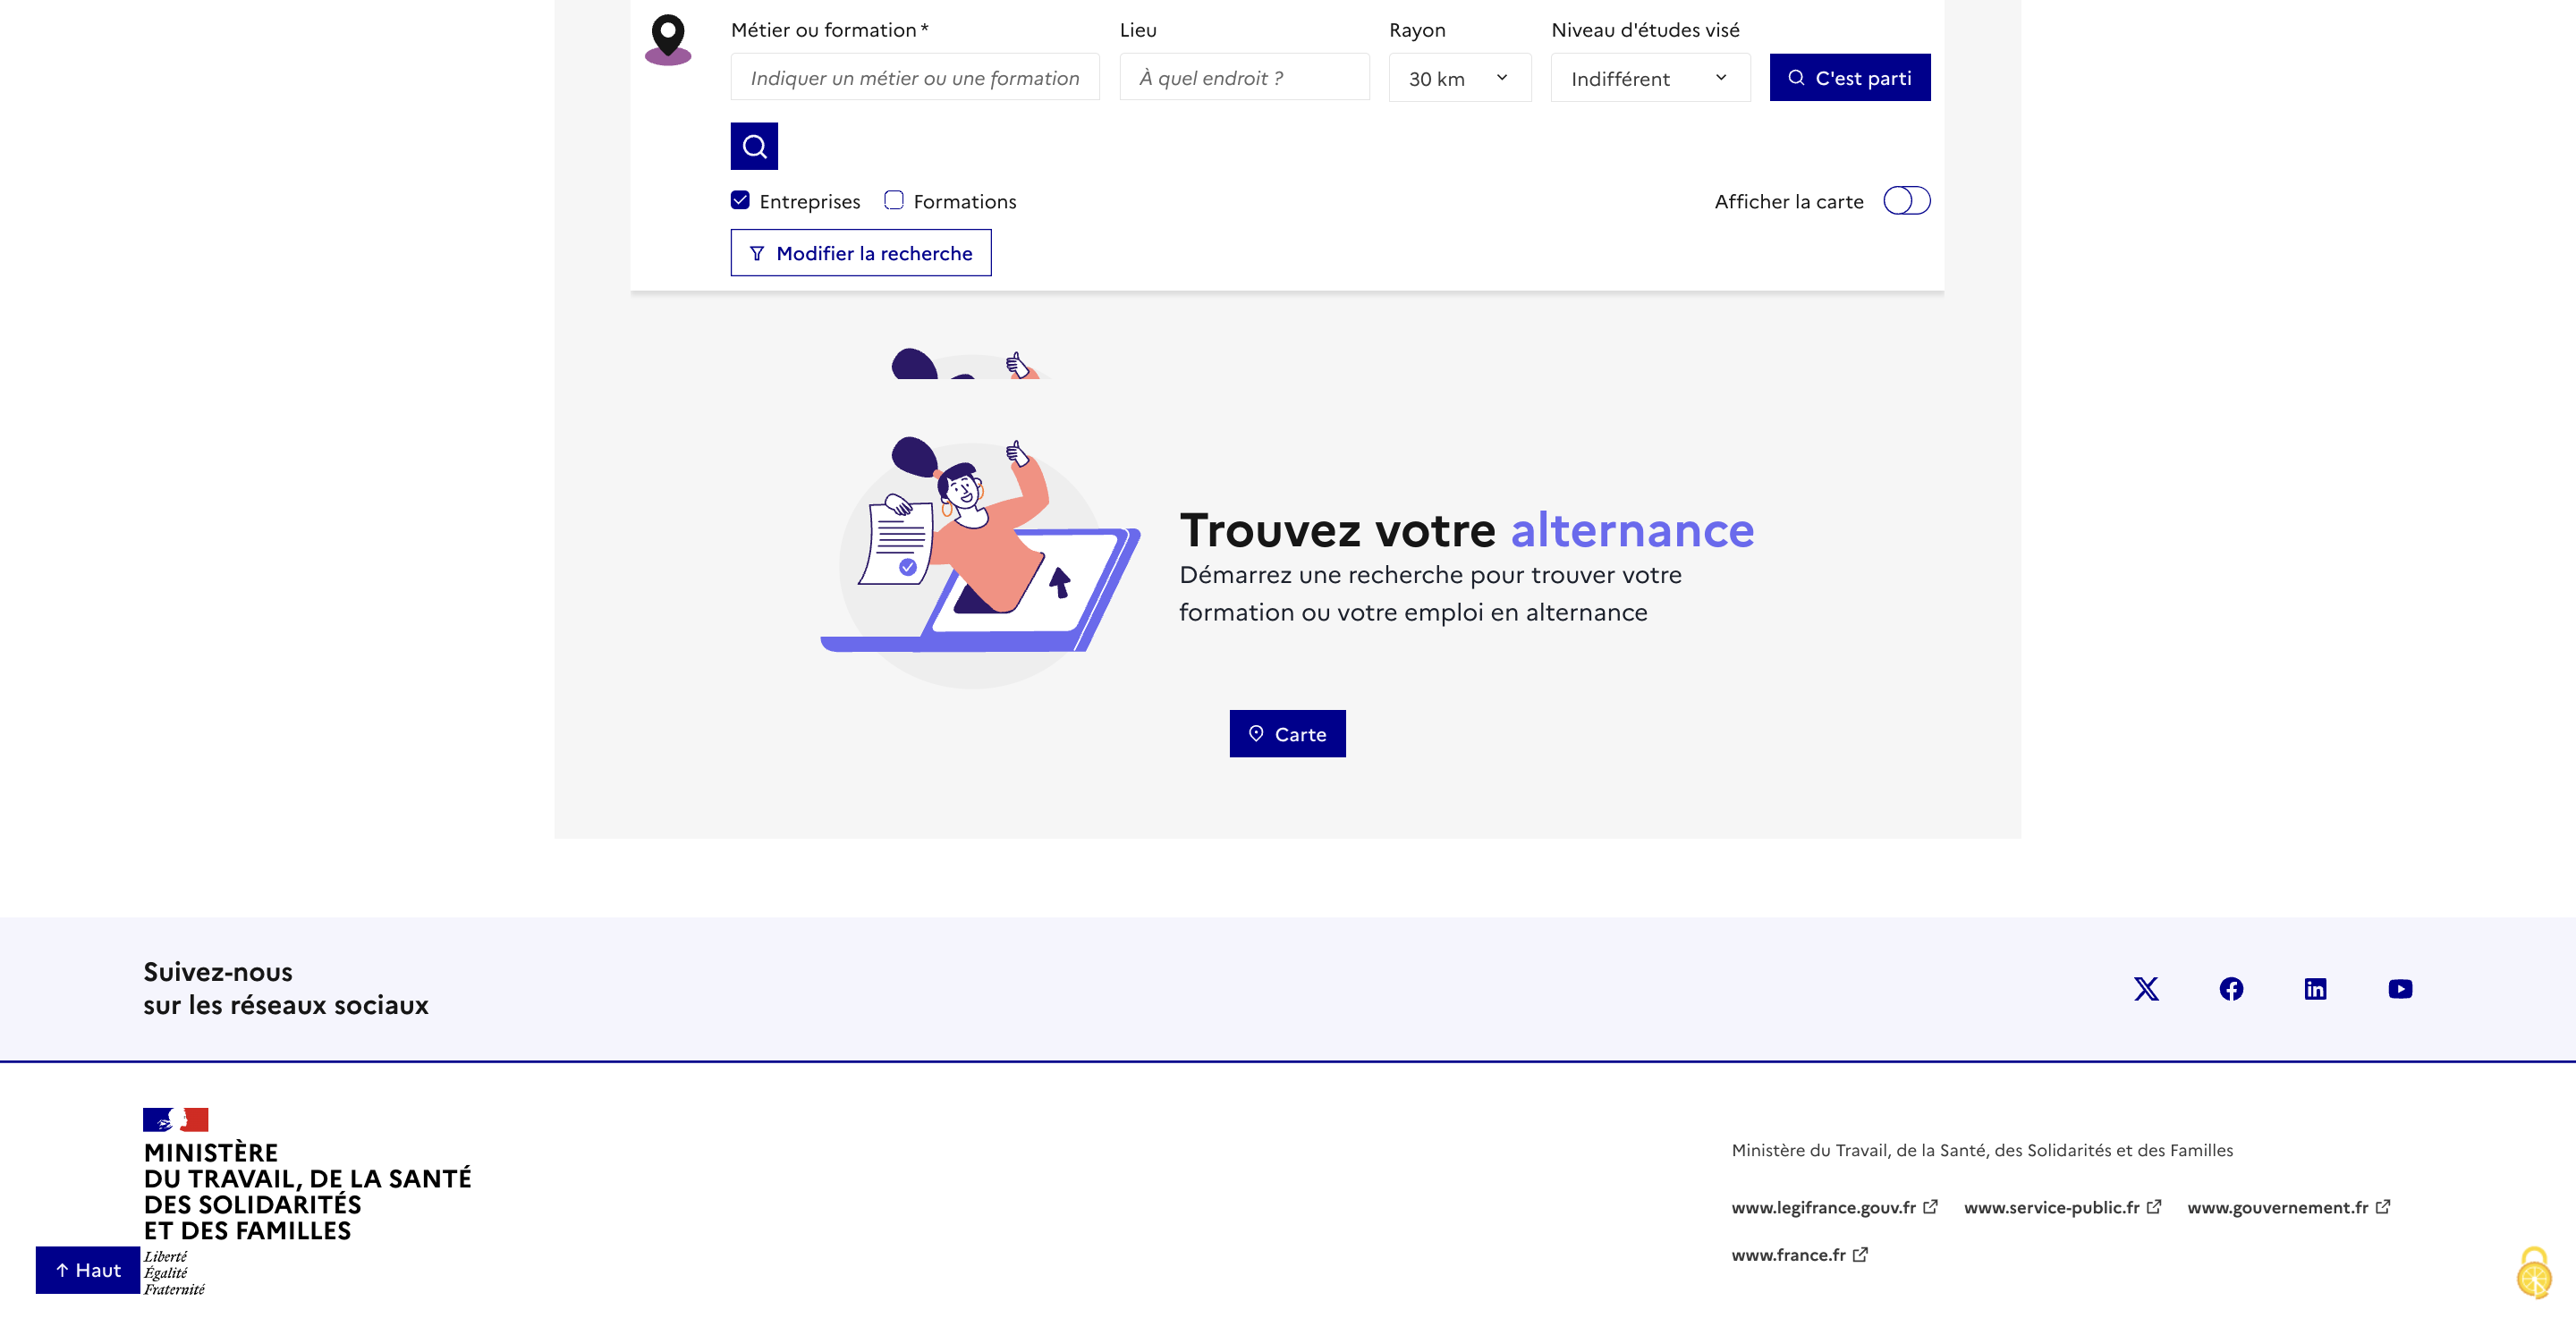 Métier ou formation *
Lieu
Rayon
Niveau d'études visé
Indiquer un métier ou une formation
À quel endroit ?
30 km
Indifférent
C'est parti
Entreprises
Formations
Afficher la carte
Modifier la recherche
Trouvez votre alternance
Démarrez une recherche pour trouver votre
formation ou votre emploi en alternance
Carte
Suivez-nous
sur les réseaux sociaux
MINISTÈRE
DU TRAVAIL, DE LA SANTÉ
DES SOLIDARITÉS
ET DES FAMILLES
Liberté
Égalité
Fraternité
Haut
Ministère du Travail, de la Santé, des Solidarités et des Familles
www.legifrance.gouv.fr
www.service-public.fr
www.gouvernement.fr
www.france.fr